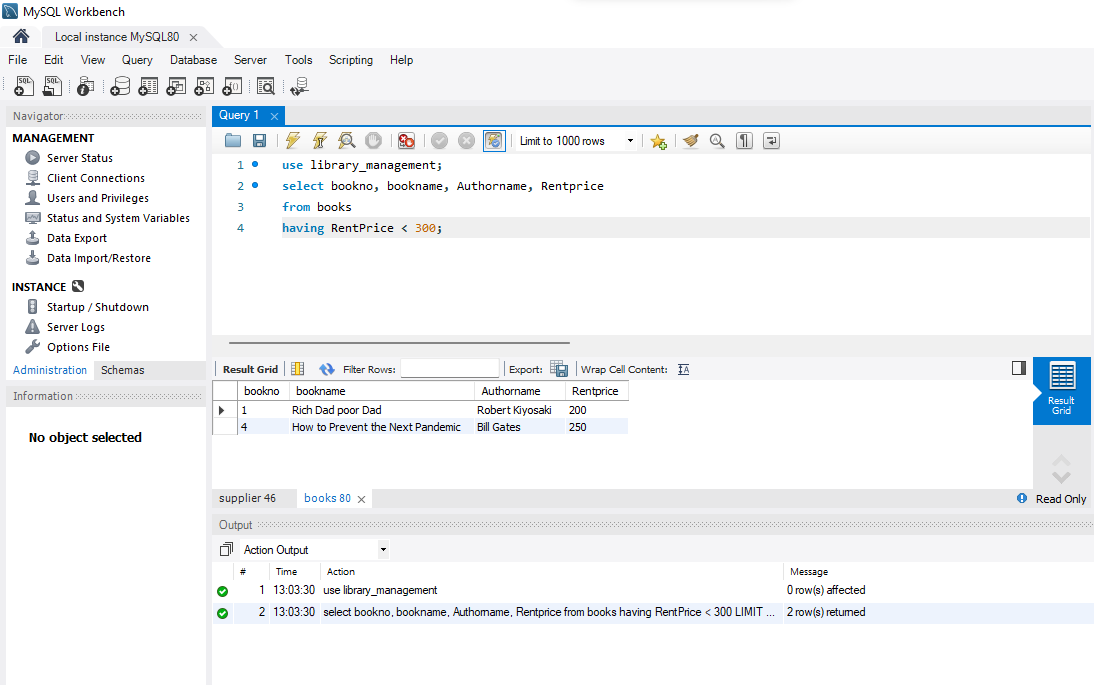 MySQL Workbench
Local instance MySQL80
File Edit View Query Database Server Tools Scripting Help
Navigator
MANAGEMENT
Server Status
Client Connections
Users and Privileges
Status and System Variables
Data Export
Data Import/Restore
INSTANCE
Startup / Shutdown
Server Logs
Options File
Administration Schemas
Information
No object selected
Query 1
Limit to 1000 rows
1 use library_management;
2 select bookno, bookname, Authorname, Rentprice
3 from books
4 having RentPrice < 300;
Result Grid Filter Rows: Export: Wrap Cell Content: IA
bookno bookname Authorname Rentprice
1 Rich Dad poor Dad Robert Kiyosaki 200
4 How to Prevent the Next Pandemic Bill Gates 250
Result
Grid
supplier 46 books 80 Read Only
Output
Action Output
# Time Action Message
1 13:03:30 use library_management 0 row(s) affected
2 13:03:30 select bookno, bookname, Authorname, Rentprice from books having RentPrice < 300 LIMIT ... 2 row(s) returned